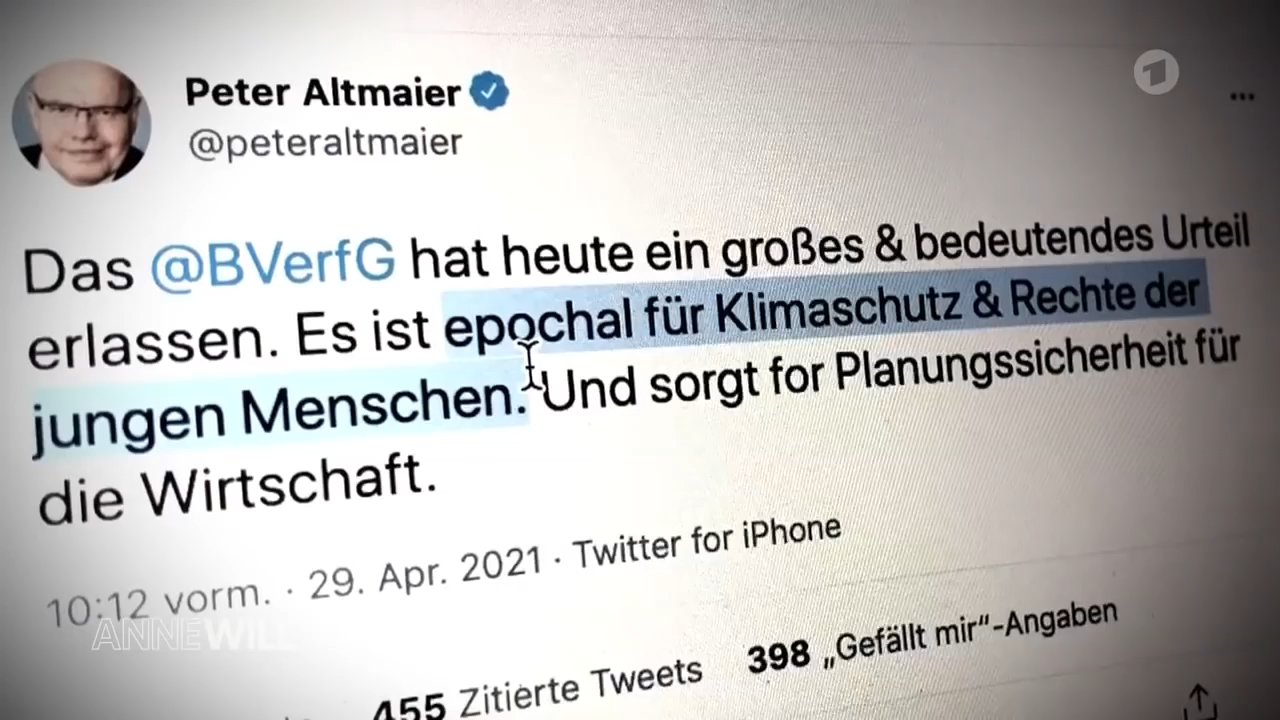 Peter Altmaier
@peteraltmaier
Das @BVerfG hat heute ein großes & bedeutendes Urteil
erlassen. Es ist epochal für Klimaschutz & Rechte der
jungen Menschen. Und sorgt for Planungssicherheit für
die Wirtschaft.
10:12 vorm. · 29. Apr. 2021 · Twitter for iPhone
ANNE WILL
455 Zitierte Tweets 398 „Gefällt mir“-Angaben
1